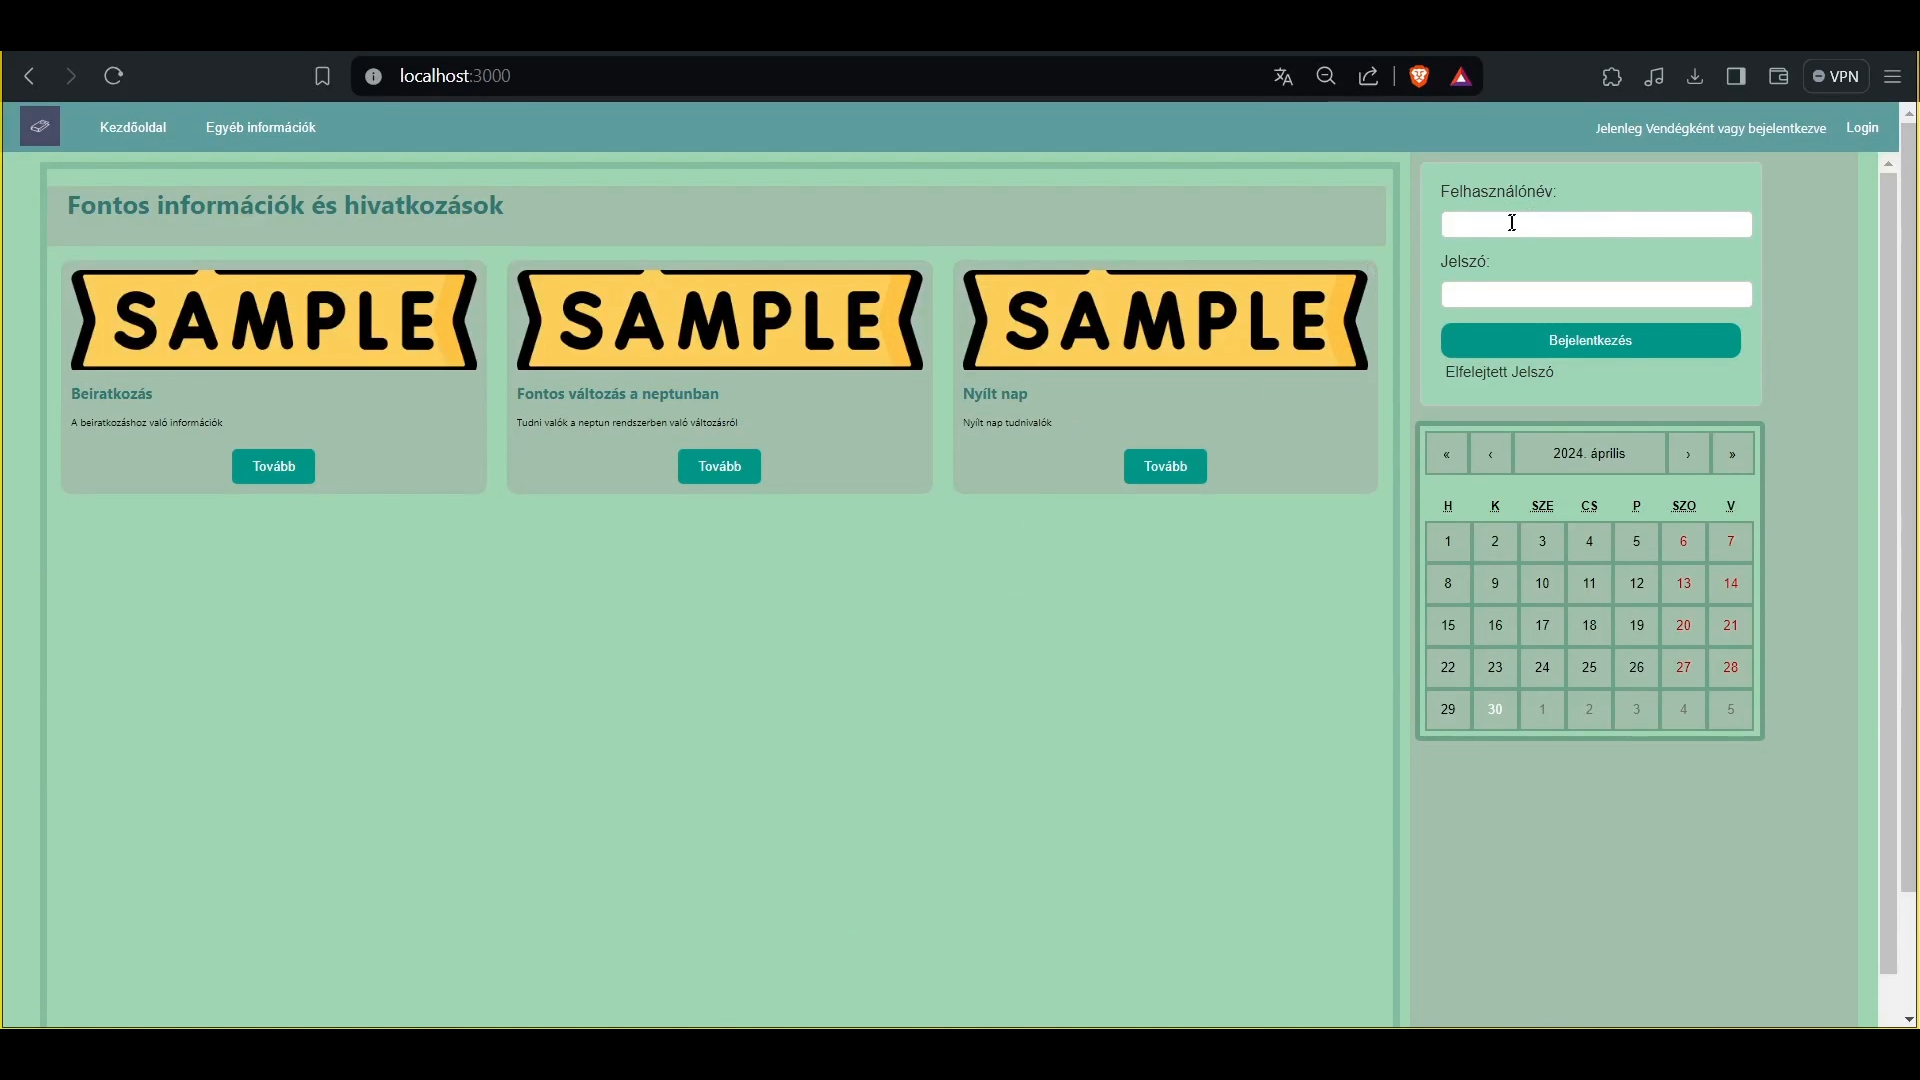 localhost:3000
VPN
Kezdőoldal
Egyéb információk
Jelenleg Vendégként vagy bejelentkezve
Login
Fontos információk és hivatkozások
SAMPLE
Beiratkozás
A beiratkozáshoz való információk
Tovább
SAMPLE
Fontos változás a neptunban
Tudni valók a neptun rendszerben való változásról
Tovább
SAMPLE
Nyílt nap
Nyílt nap tudnivalók
Tovább
Felhasználónév:
Jelszó:
Bejelentkezés
Elfelejtett Jelszó
« ‹ 2024. április › »
H K SZE CS P SZO V
1 2 3 4 5 6 7
8 9 10 11 12 13 14
15 16 17 18 19 20 21
22 23 24 25 26 27 28
29 30 1 2 3 4 5